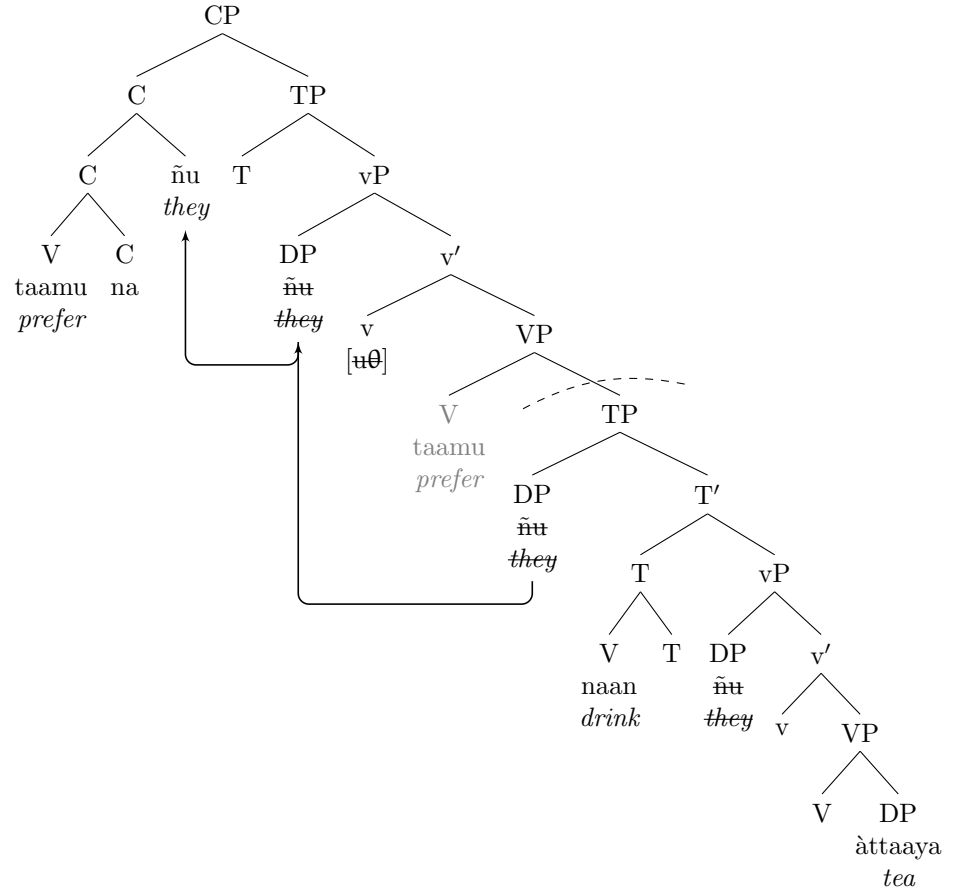 CP
C TP
C ñu T vP
they
V C DP v′
taamu na ñu
prefer they v VP
[uθ]
V TP
taamu
prefer DP T′
ñu
they T vP
V T DP v′
naan ñu
drink they v VP
V DP
àttaaya
tea